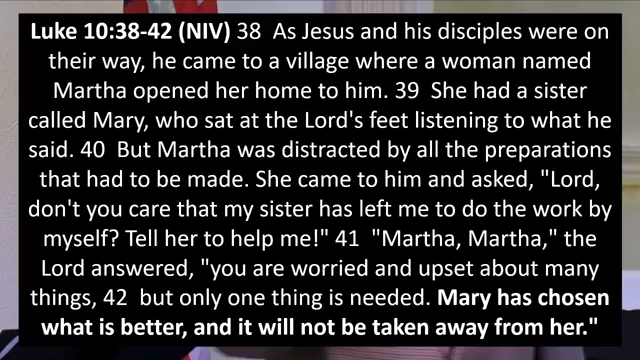 Luke 10:38-42 (NIV) 38  As Jesus and his disciples were on
their way, he came to a village where a woman named
Martha opened her home to him. 39  She had a sister
called Mary, who sat at the Lord's feet listening to what he
said. 40  But Martha was distracted by all the preparations
that had to be made. She came to him and asked, "Lord,
don't you care that my sister has left me to do the work by
myself? Tell her to help me!" 41  "Martha, Martha," the
Lord answered, "you are worried and upset about many
things, 42  but only one thing is needed. Mary has chosen
what is better, and it will not be taken away from her."